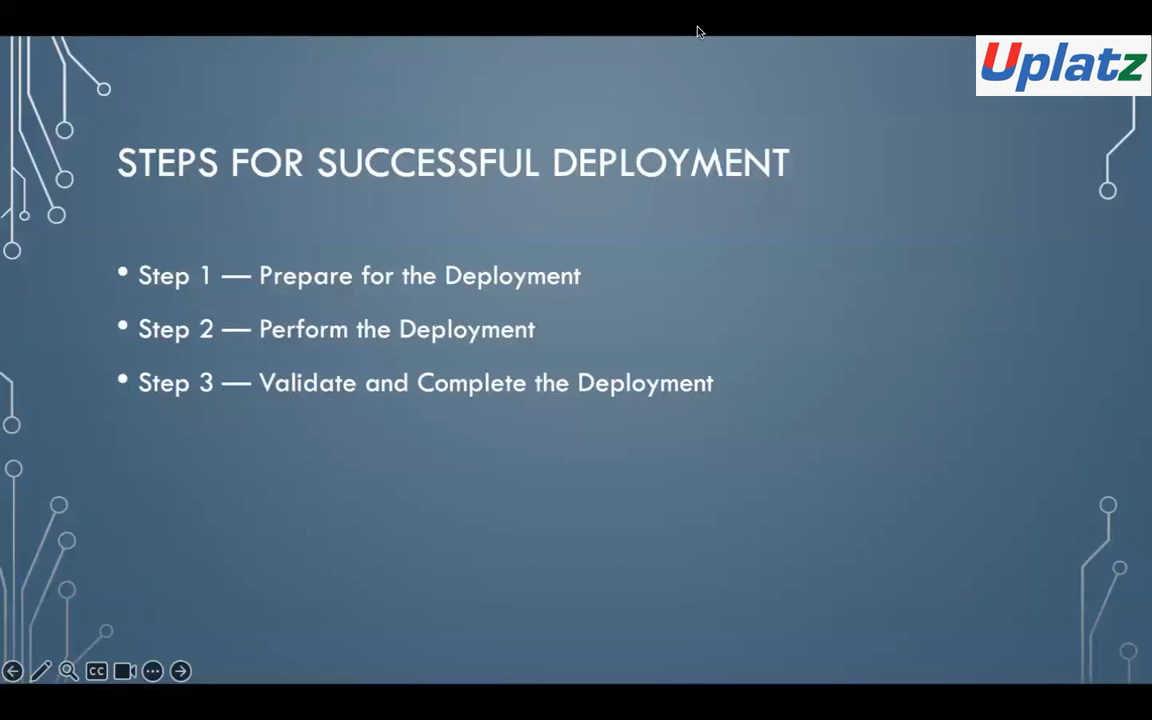 Uplatz
STEPS FOR SUCCESSFUL DEPLOYMENT
• Step 1 — Prepare for the Deployment
• Step 2 — Perform the Deployment
• Step 3 — Validate and Complete the Deployment
CC